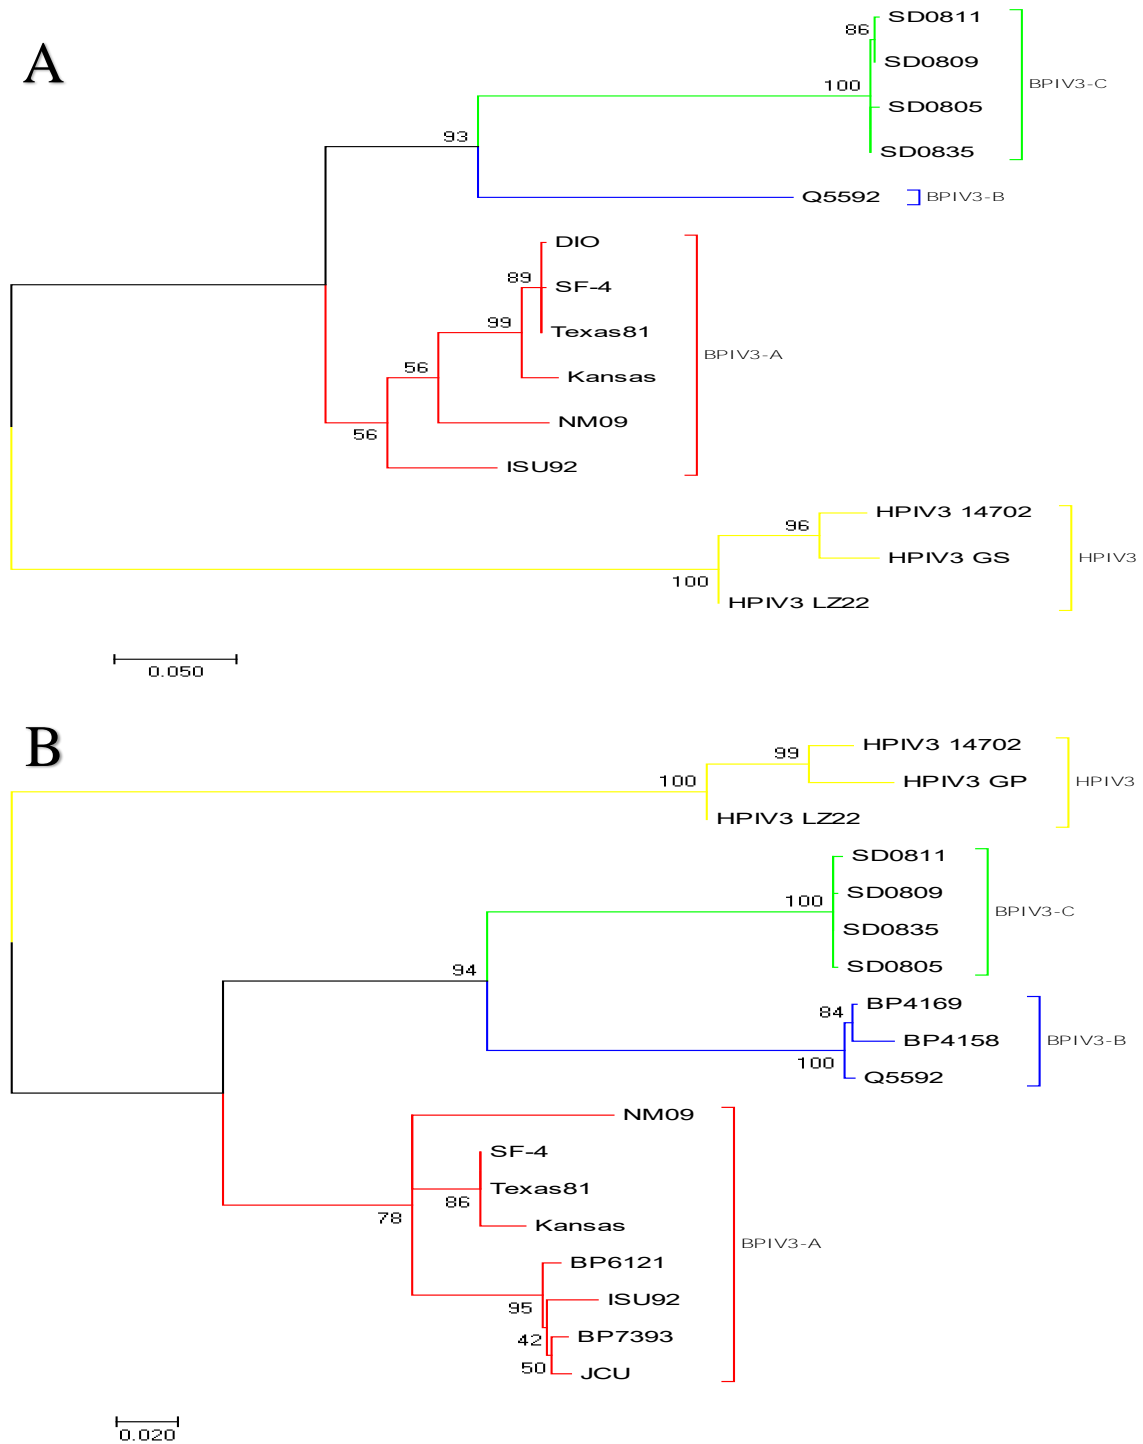 A
SD0811
86
SD0809
BPIV3-C
100
SD0805
93
SD0835
Q5592
BPIV3-B
DIO
89
SF-4
99
Texas81
BPIV3-A
56
Kansas
NM09
56
ISU92
HPIV3 14702
96
HPIV3 GS
HPIV3
100
HPIV3 LZ22
0.050
B
HPIV3 14702
99
100
HPIV3 GP
HPIV3
HPIV3 LZ22
SD0811
SD0809
100
BPIV3-C
SD0835
94
SD0805
BP4169
84
BP4158
BPIV3-B
100
Q5592
NM09
SF-4
Texas81
86
78
Kansas
BPIV3-A
BP6121
95
ISU92
42
BP7393
50
JCU
0.020